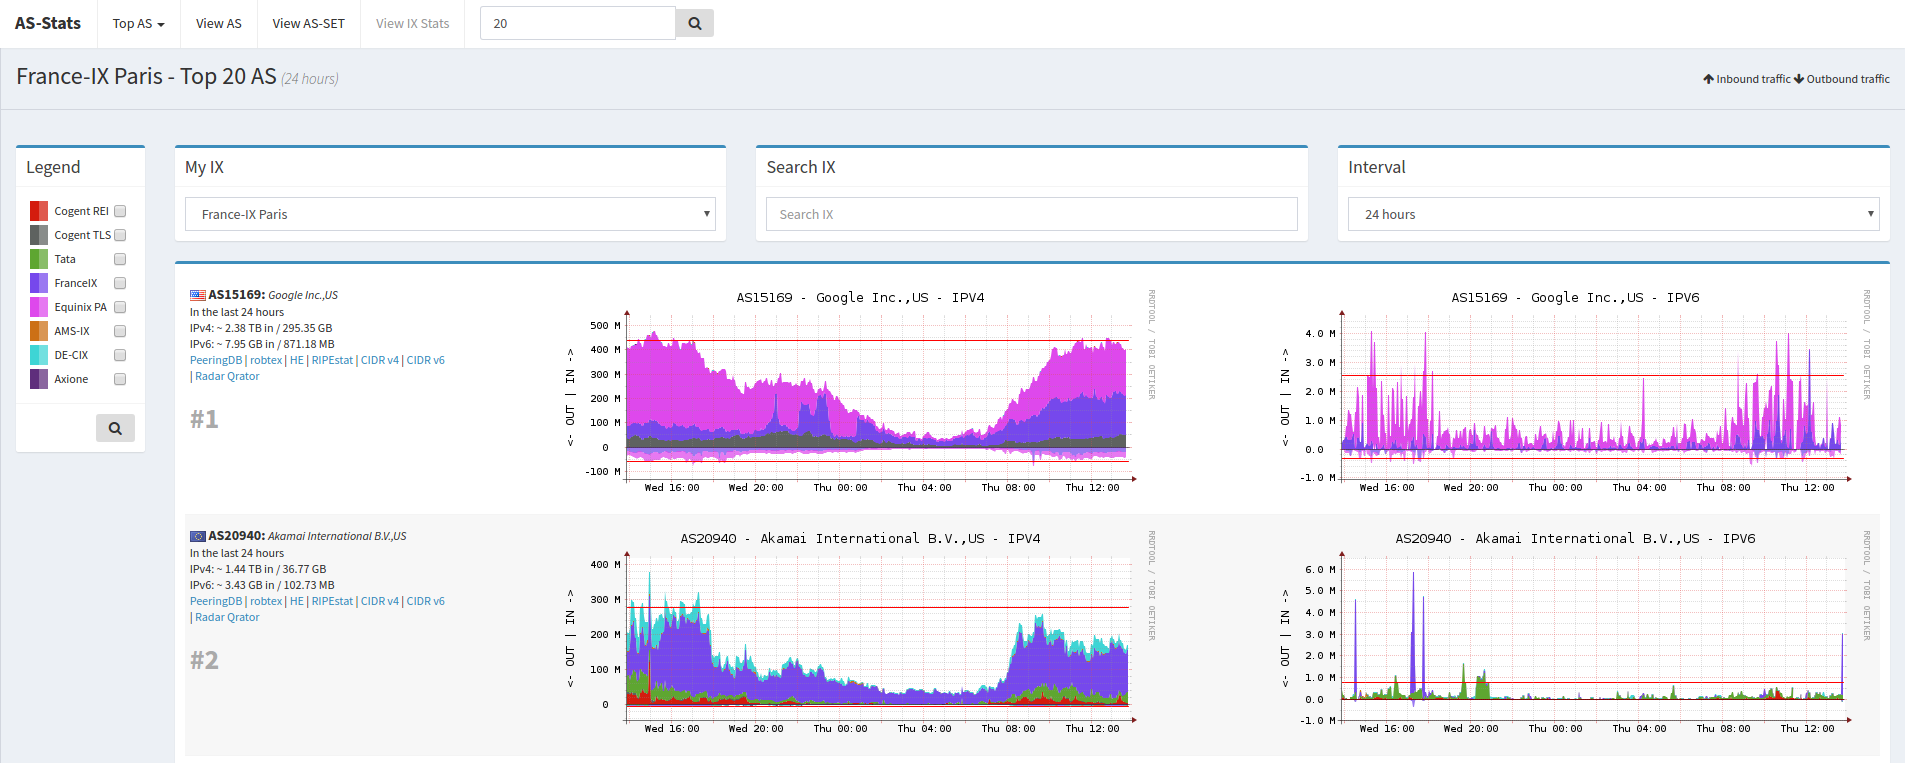 AS-Stats Top AS View AS View AS-SET View IX Stats 20
France-IX Paris - Top 20 AS (24 hours)
Inbound traffic Outbound traffic
Legend
Cogent REI
Cogent TLS
Tata
FranceIX
Equinix PA
AMS-IX
DE-CIX
Axione
My IX
France-IX Paris
Search IX
Search IX
Interval
24 hours
AS15169: Google Inc.,US
In the last 24 hours
IPv4: ~ 2.38 TB in / 295.35 GB
IPv6: ~ 7.95 GB in / 871.18 MB
PeeringDB | robtex | HE | RIPEstat | CIDR v4 | CIDR v6
| Radar Qrator
#1
AS15169 - Google Inc.,US - IPV4
500 M
400 M
300 M
200 M
100 M
0
-100 M
<- OUT | IN ->
Wed 16:00 Wed 20:00 Thu 00:00 Thu 04:00 Thu 08:00 Thu 12:00
RRDTOOL / TOBI OETIKER
AS15169 - Google Inc.,US - IPV6
4.0 M
3.0 M
2.0 M
1.0 M
0.0
-1.0 M
<- OUT | IN ->
Wed 16:00 Wed 20:00 Thu 00:00 Thu 04:00 Thu 08:00 Thu 12:00
RRDTOOL / TOBI OETIKER
AS20940: Akamai International B.V.,US
In the last 24 hours
IPv4: ~ 1.44 TB in / 36.77 GB
IPv6: ~ 3.43 GB in / 102.73 MB
PeeringDB | robtex | HE | RIPEstat | CIDR v4 | CIDR v6
| Radar Qrator
#2
AS20940 - Akamai International B.V.,US - IPV4
400 M
300 M
200 M
100 M
0
<- OUT | IN ->
Wed 16:00 Wed 20:00 Thu 00:00 Thu 04:00 Thu 08:00 Thu 12:00
RRDTOOL / TOBI OETIKER
AS20940 - Akamai International B.V.,US - IPV6
6.0 M
5.0 M
4.0 M
3.0 M
2.0 M
1.0 M
0.0
-1.0 M
<- OUT | IN ->
Wed 16:00 Wed 20:00 Thu 00:00 Thu 04:00 Thu 08:00 Thu 12:00
RRDTOOL / TOBI OETIKER